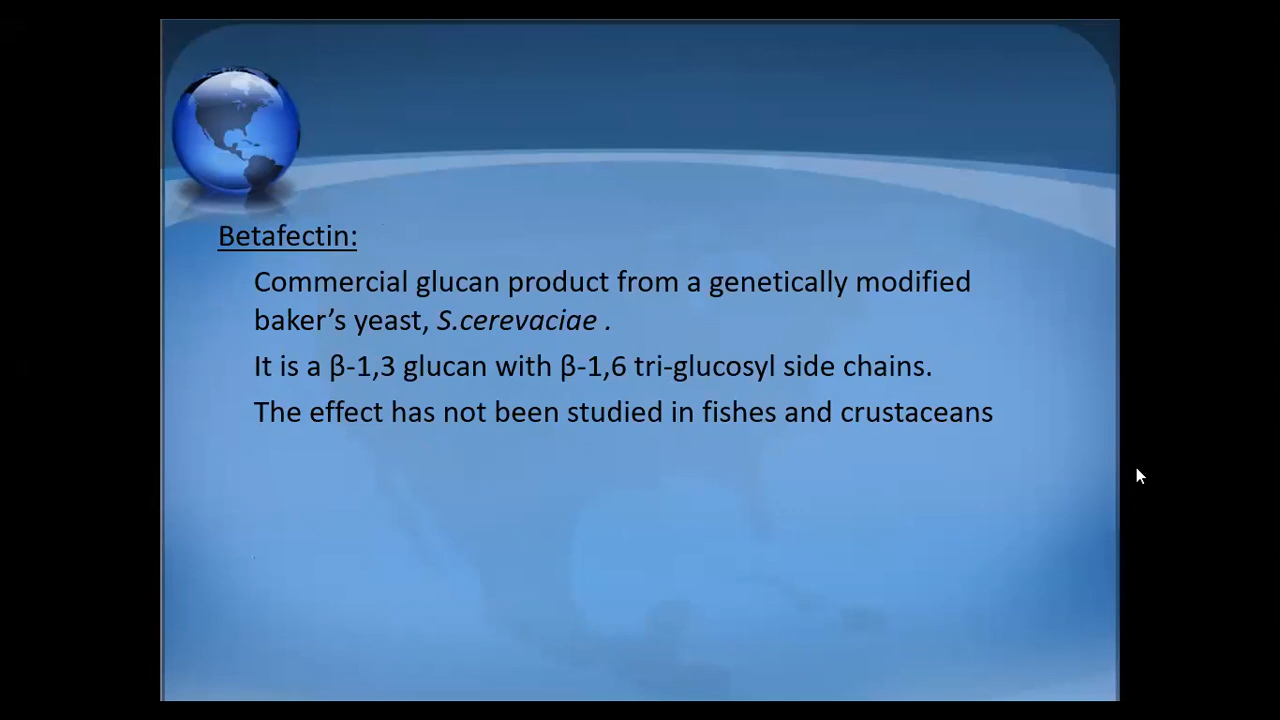 Betafectin:
Commercial glucan product from a genetically modified
baker’s yeast, S.cerevaciae .
It is a β-1,3 glucan with β-1,6 tri-glucosyl side chains.
The effect has not been studied in fishes and crustaceans